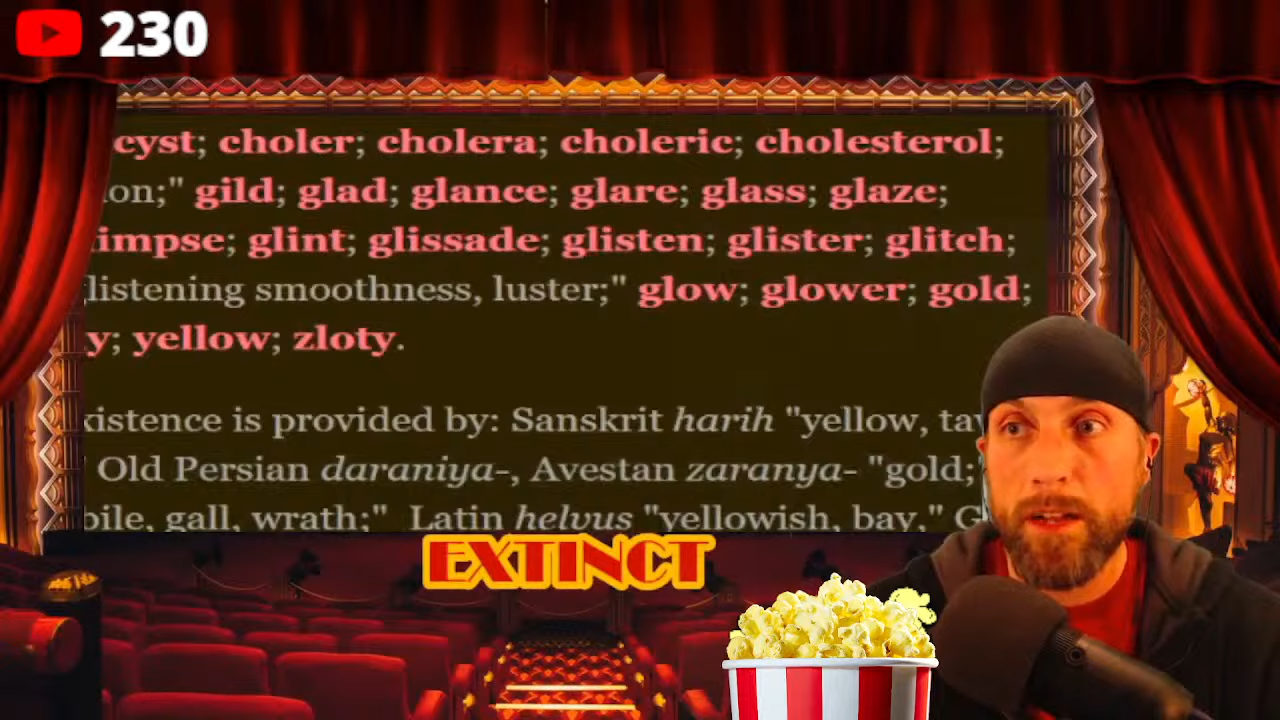 230
cyst; choler; cholera; choleric; cholesterol;
on;" gild; glad; glance; glare; glass; glaze;
impse; glint; glissade; glisten; glister; glitch;
listening smoothness, luster;" glow; glower; gold;
y; yellow; zloty.
xistence is provided by: Sanskrit harih "yellow, taw
" Old Persian daraniya-, Avestan zaranya- "gold;"
bile, gall, wrath;" Latin helvus "yellowish, bay," G
EXTINCT